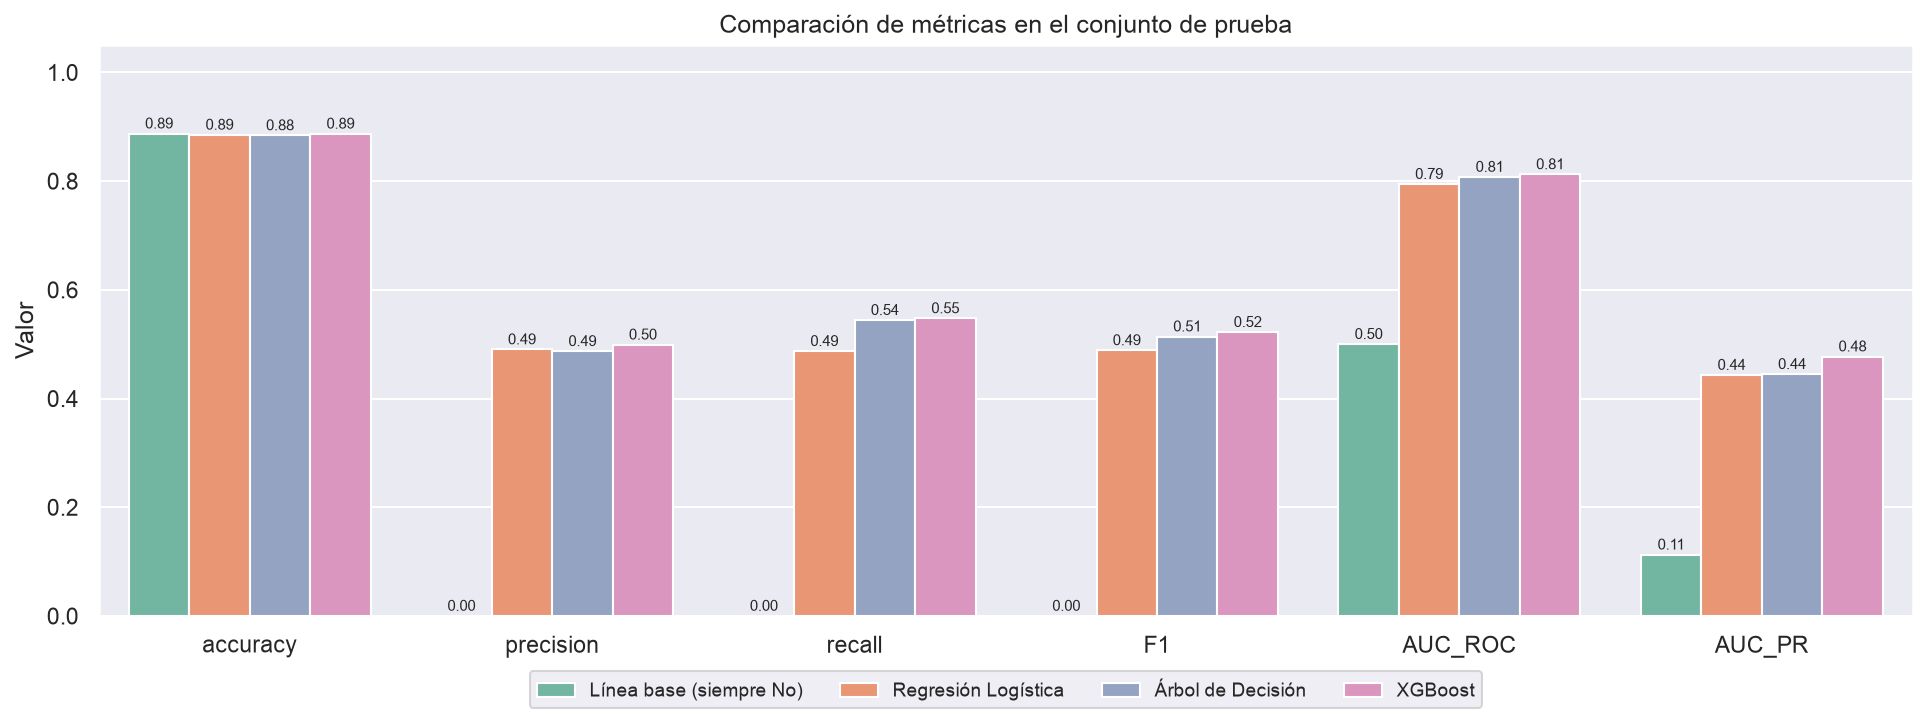 Comparación de métricas en el conjunto de prueba
Valor
1.0
0.8
0.6
0.4
0.2
0.0
0.89 0.89 0.88 0.89
0.00 0.49 0.49 0.50
0.00 0.49 0.54 0.55
0.00 0.49 0.51 0.52
0.50 0.79 0.81 0.81
0.11 0.44 0.44 0.48
accuracy precision recall F1 AUC_ROC AUC_PR
Línea base (siempre No) Regresión Logística Árbol de Decisión XGBoost